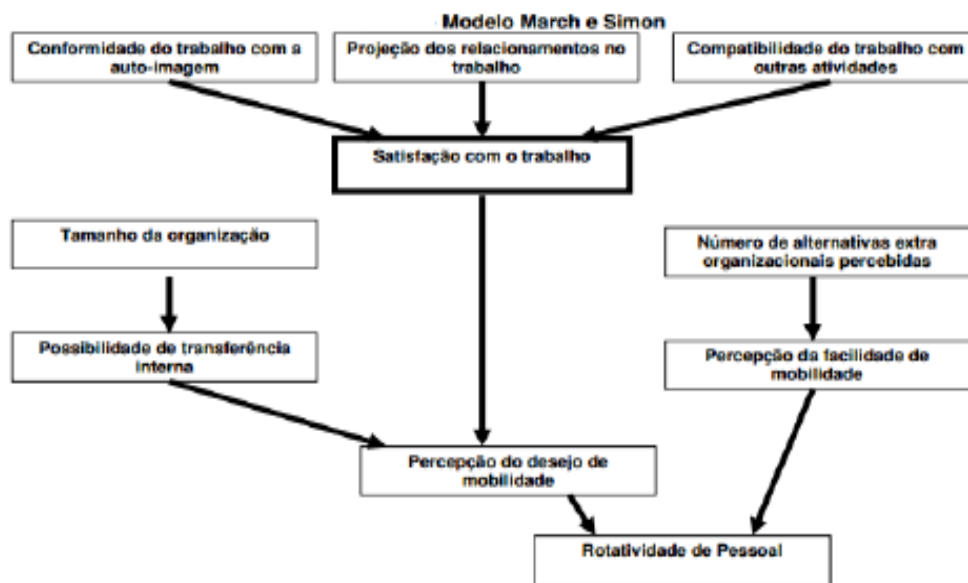 Modelo March e Simon
Conformidade do trabalho com a
auto-imagem
Projeção dos relacionamentos no
trabalho
Compatibilidade do trabalho com
outras atividades
Satisfação com o trabalho
Tamanho da organização
Número de alternativas extra
organizacionais percebidas
Possibilidade de transferência
interna
Percepção da facilidade de
mobilidade
Percepção do desejo de
mobilidade
Rotatividade de Pessoal